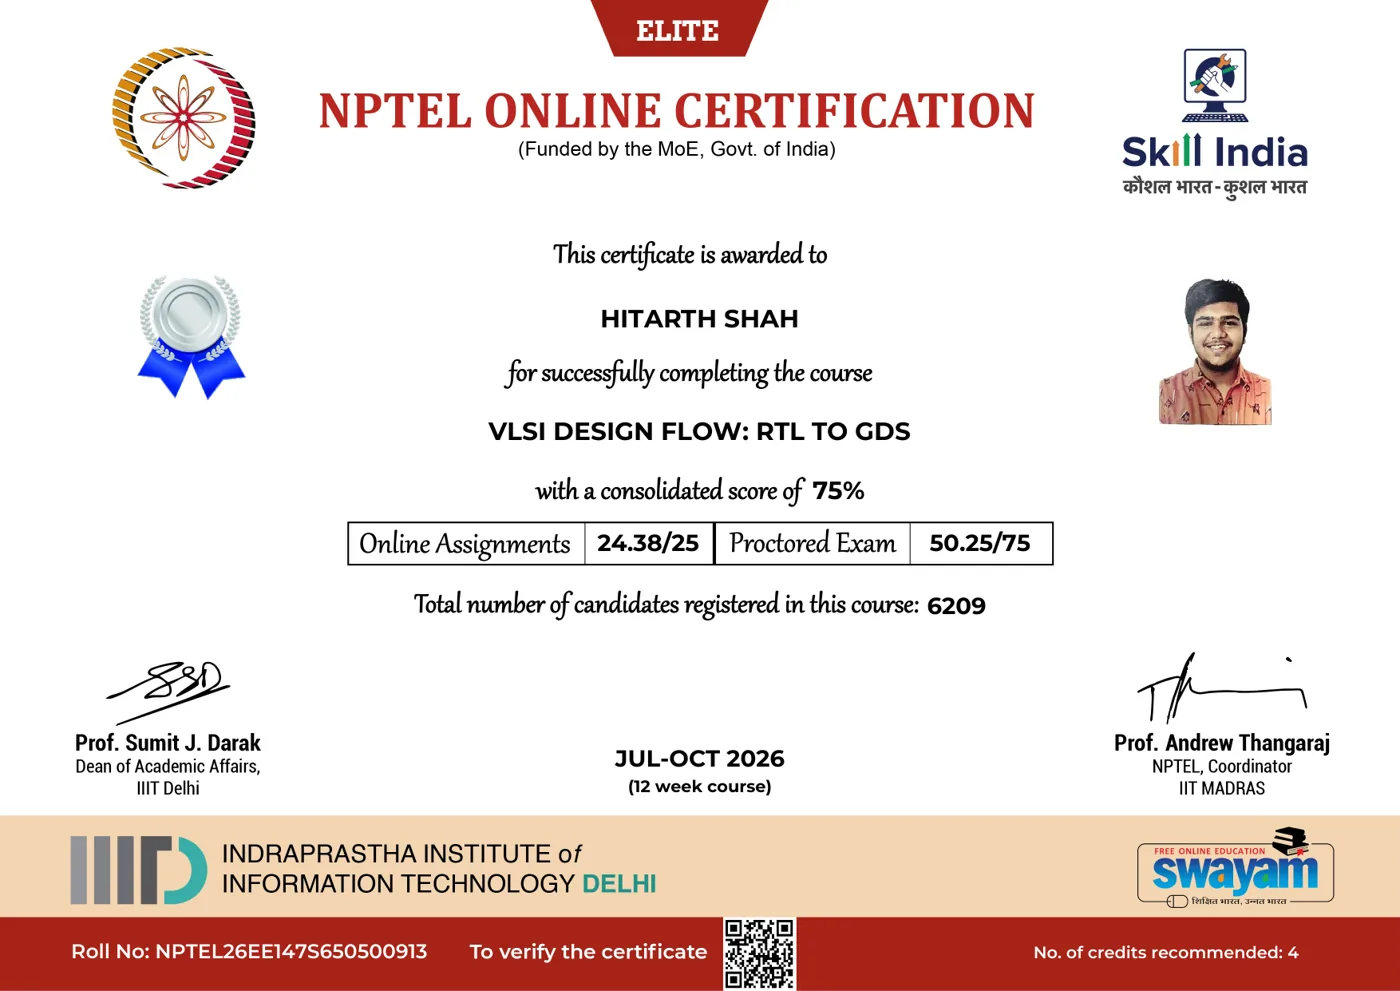 ELITE
NPTEL ONLINE CERTIFICATION
(Funded by the MoE, Govt. of India)
Skill India
कौशल भारत - कुशल भारत
This certificate is awarded to
HITARTH SHAH
for successfully completing the course
VLSI DESIGN FLOW: RTL TO GDS
with a consolidated score of 75%
Online Assignments 24.38/25 Proctored Exam 50.25/75
Total number of candidates registered in this course: 6209
Prof. Sumit J. Darak
Dean of Academic Affairs,
IIIT Delhi
JUL-OCT 2026
(12 week course)
Prof. Andrew Thangaraj
NPTEL, Coordinator
IIT MADRAS
IIITD
INDRAPRASTHA INSTITUTE of
INFORMATION TECHNOLOGY DELHI
FREE ONLINE EDUCATION
swayam
शिक्षित भारत, उन्नत भारत
Roll No: NPTEL26EE147S650500913
To verify the certificate
No. of credits recommended: 4